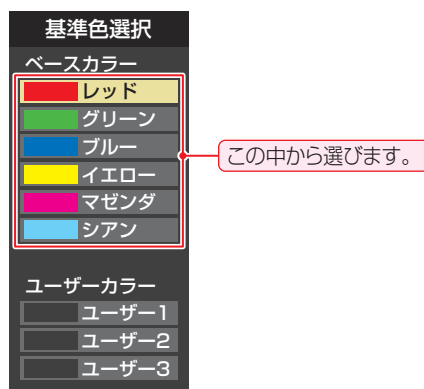 基準色選択
ベースカラー
レッド
グリーン
ブルー
イエロー
マゼンダ
シアン
この中から選びます。
ユーザーカラー
ユーザー1
ユーザー2
ユーザー3